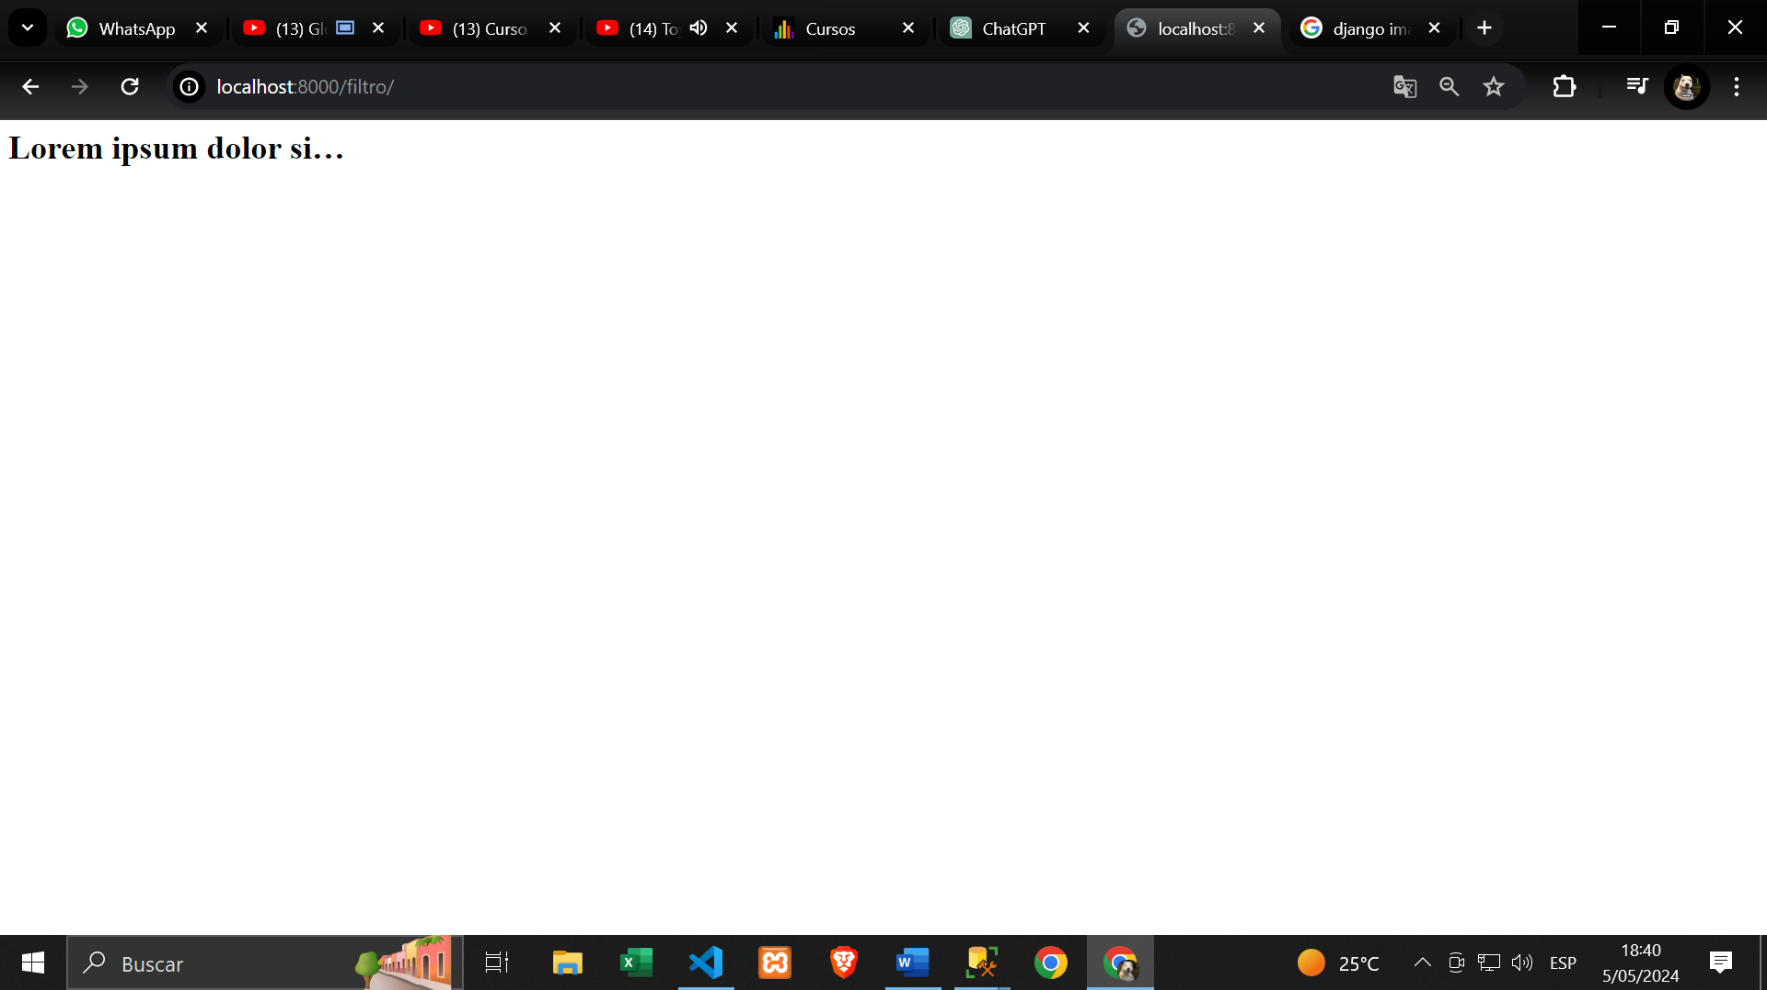 WhatsApp
(13) Gl
(13) Curso
(14) To
Cursos
ChatGPT
localhost:8
django im
localhost:8000/filtro/
Lorem ipsum dolor si…
Buscar
25°C
ESP
18:40
5/05/2024